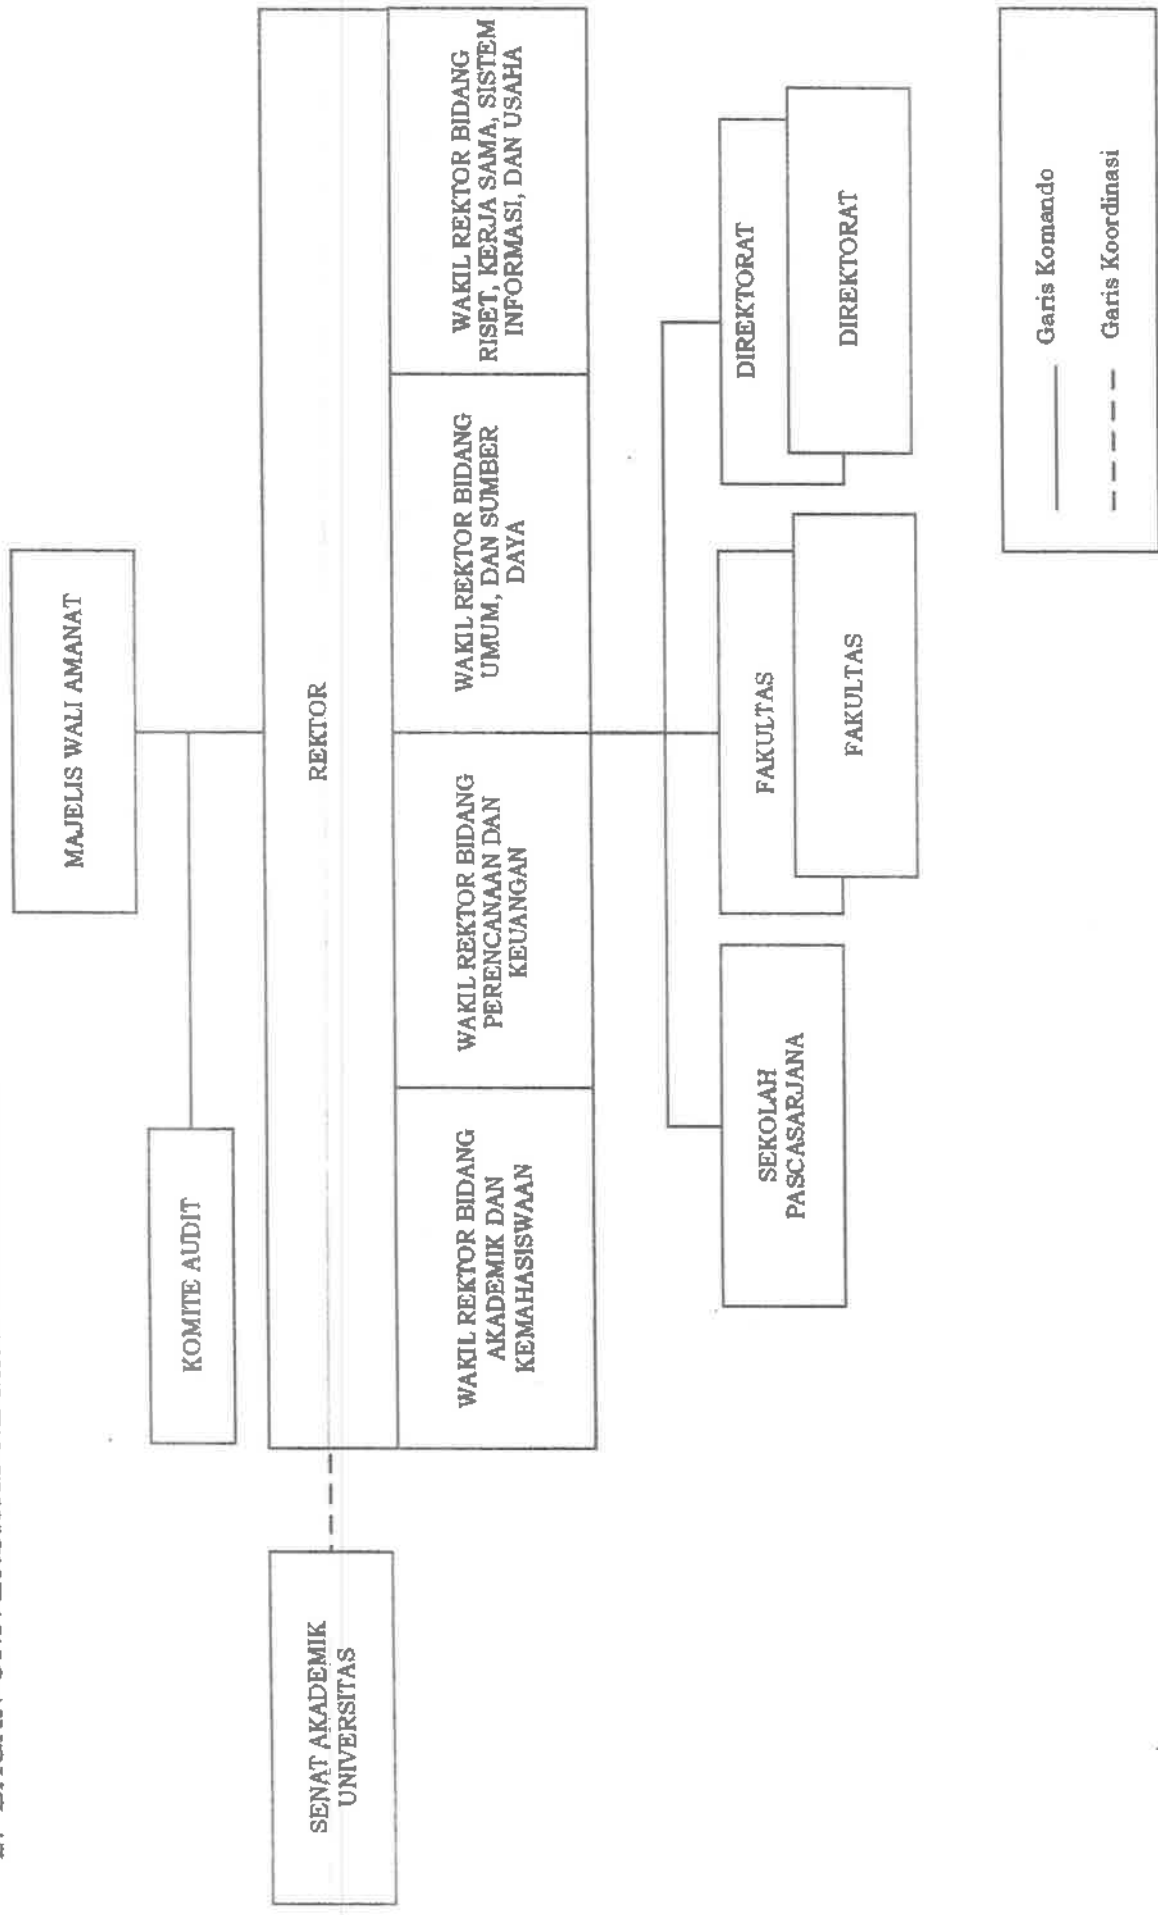 MAJELIS WALI AMANAT
KOMITE AUDIT
SENAT AKADEMIK
UNIVERSITAS
REKTOR
WAKIL REKTOR BIDANG
AKADEMIK DAN
KEMAHASISWAAN
WAKIL REKTOR BIDANG
PERENCANAAN DAN
KEUANGAN
WAKIL REKTOR BIDANG
UMUM, DAN SUMBER
DAYA
WAKIL REKTOR BIDANG
RISET, KERJA SAMA, SISTEM
INFORMASI, DAN USAHA
SEKOLAH
PASCASARJANA
FAKULTAS
FAKULTAS
DIREKTORAT
DIREKTORAT
Garis Komando
Garis Koordinasi